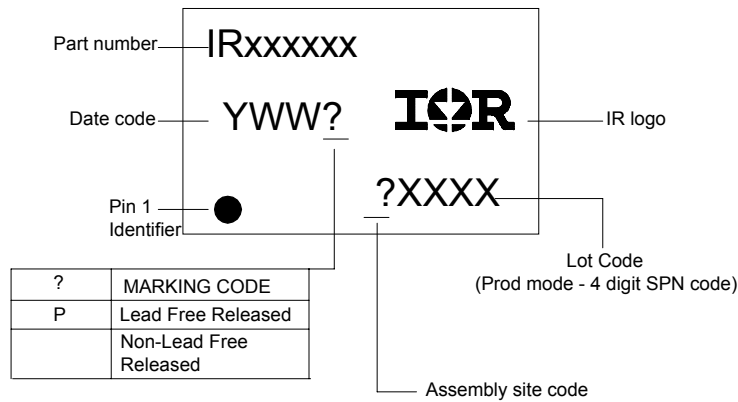 Part number
IRxxxxxx
Date code
YWW?
IOR
IR logo
?XXXX
Pin 1
Identifier
Lot Code
(Prod mode - 4 digit SPN code)
? MARKING CODE
P Lead Free Released
Non-Lead Free
Released
Assembly site code